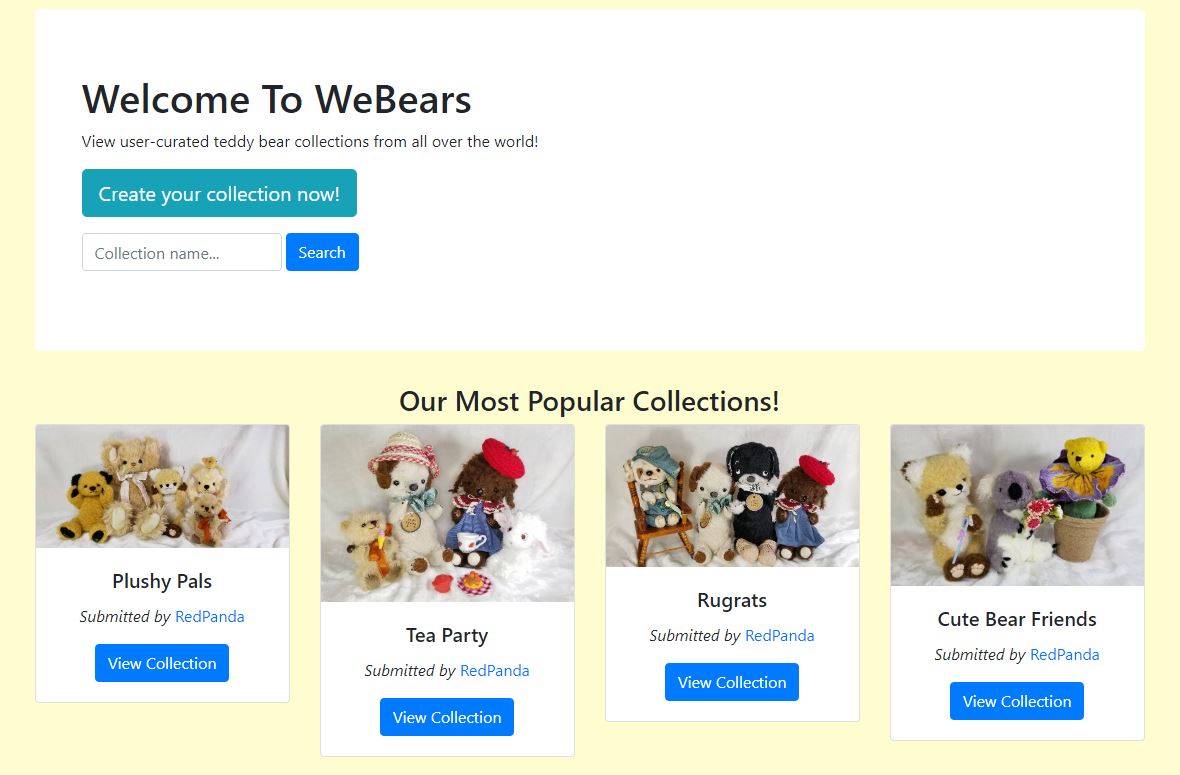 Welcome To WeBears
View user-curated teddy bear collections from all over the world!
Create your collection now!
Collection name...
Search
Our Most Popular Collections!
Plushy Pals
Submitted by RedPanda
View Collection
Tea Party
Submitted by RedPanda
View Collection
Rugrats
Submitted by RedPanda
View Collection
Cute Bear Friends
Submitted by RedPanda
View Collection